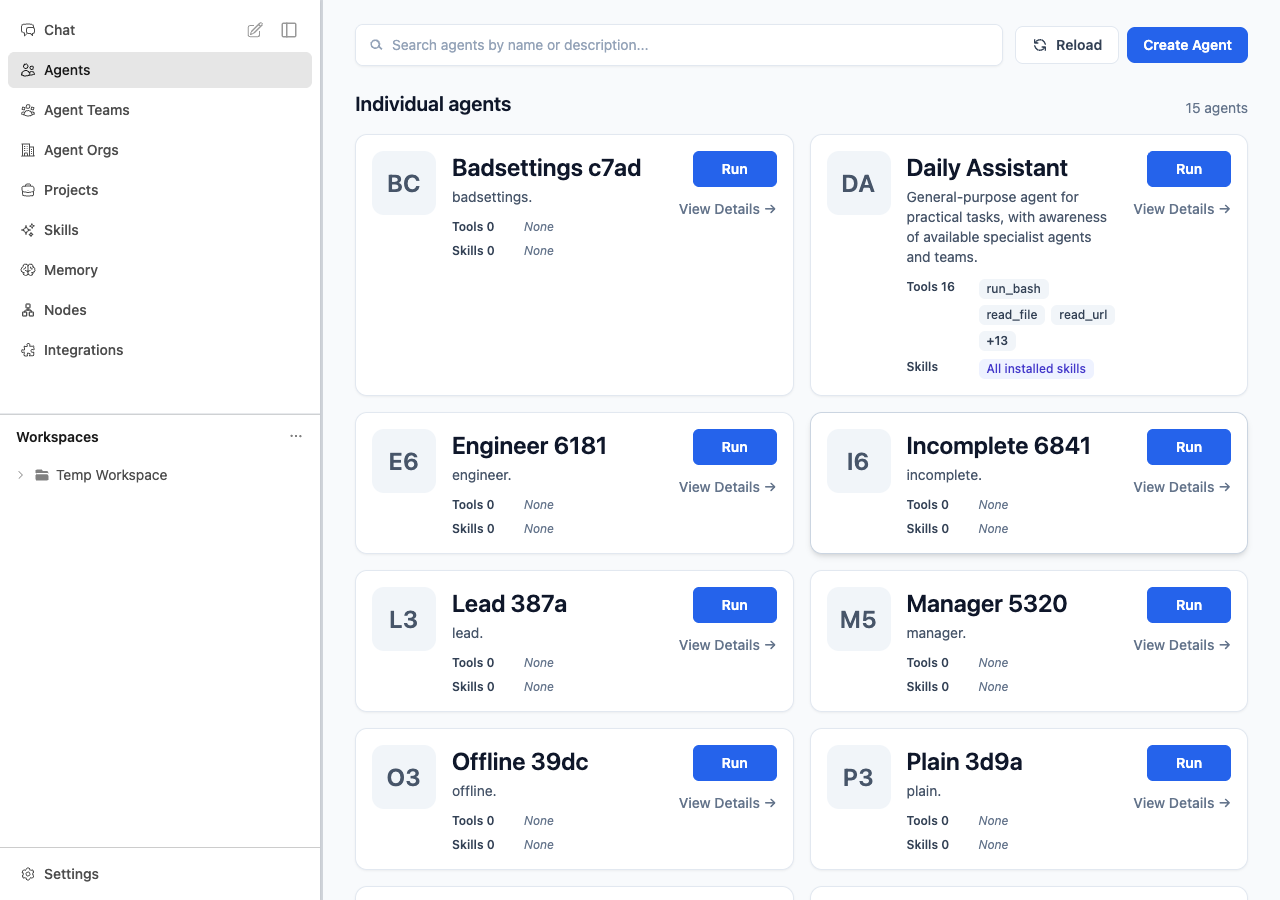 Chat
Agents
Agent Teams
Agent Orgs
Projects
Skills
Memory
Nodes
Integrations
Workspaces
Temp Workspace
Settings
Search agents by name or description...
Reload
Create Agent
Individual agents
15 agents
BC
Badsettings c7ad
badsettings.
Tools 0 None
Skills 0 None
Run
View Details →
DA
Daily Assistant
General-purpose agent for
practical tasks, with awareness
of available specialist agents
and teams.
Tools 16 run_bash
read_file read_url
+13
Skills All installed skills
Run
View Details →
E6
Engineer 6181
engineer.
Tools 0 None
Skills 0 None
Run
View Details →
I6
Incomplete 6841
incomplete.
Tools 0 None
Skills 0 None
Run
View Details →
L3
Lead 387a
lead.
Tools 0 None
Skills 0 None
Run
View Details →
M5
Manager 5320
manager.
Tools 0 None
Skills 0 None
Run
View Details →
O3
Offline 39dc
offline.
Tools 0 None
Skills 0 None
Run
View Details →
P3
Plain 3d9a
plain.
Tools 0 None
Skills 0 None
Run
View Details →